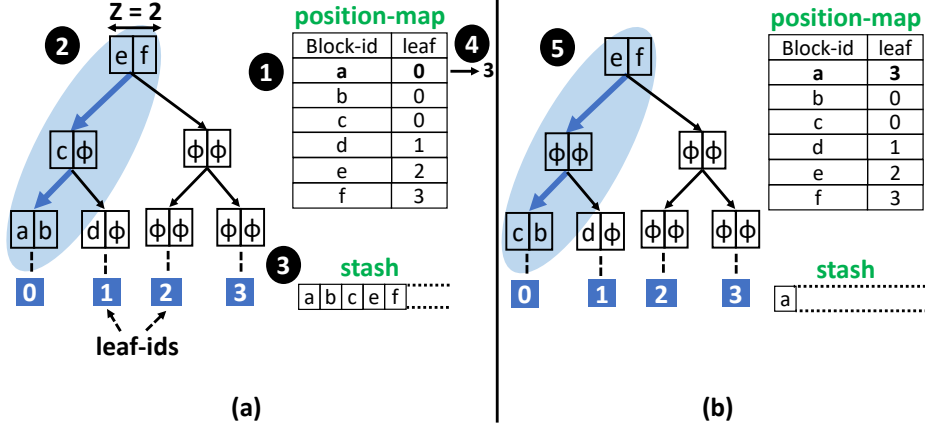 Z = 2
2
e f
c ϕ
ϕ ϕ
a b
d ϕ
ϕ ϕ
ϕ ϕ
0
1
2
3
leaf-ids
position-map
1
4
Block-id leaf
a 0 3
b 0
c 0
d 1
e 2
f 3
3
stash
a b c e f
(a)
5
e f
ϕ ϕ
ϕ ϕ
c b
d ϕ
ϕ ϕ
ϕ ϕ
0
1
2
3
position-map
Block-id leaf
a 3
b 0
c 0
d 1
e 2
f 3
stash
a
(b)